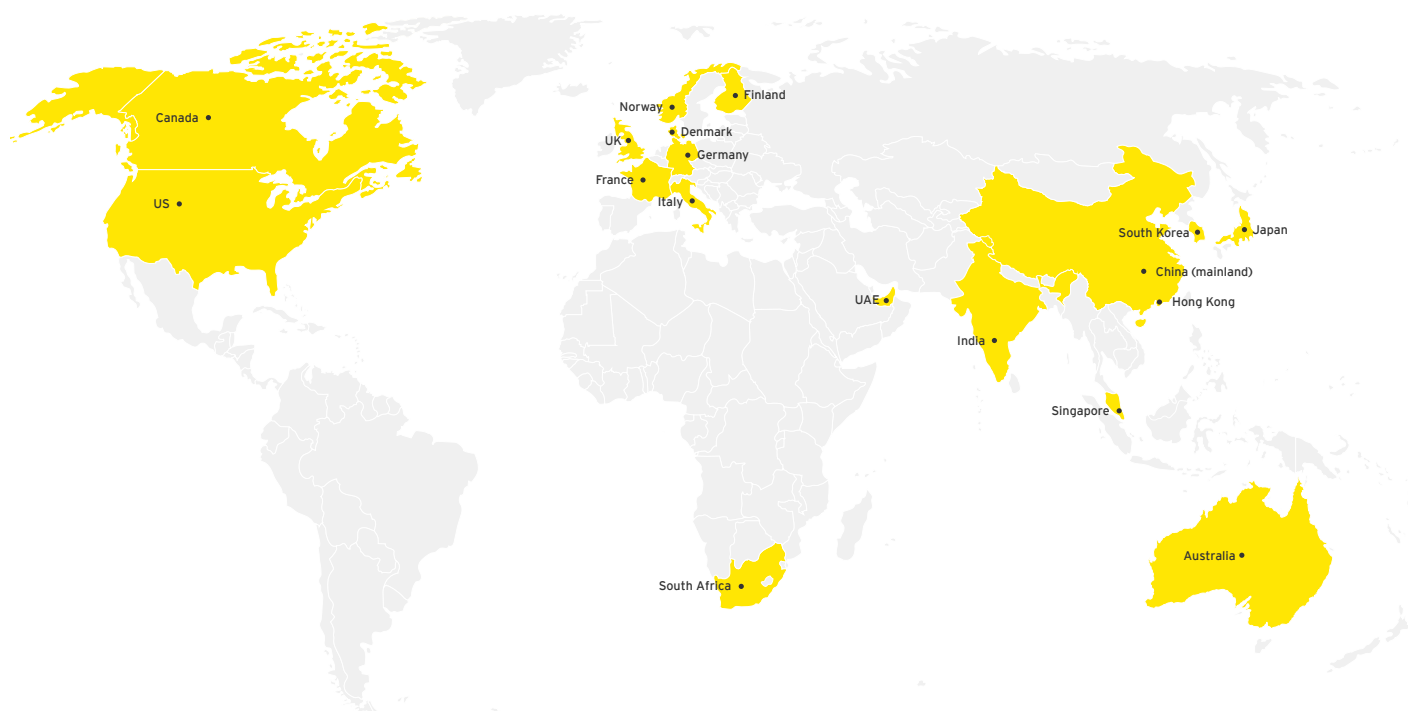 Canada
US
Norway
Finland
UK
Denmark
Germany
France
Italy
UAE
South Korea
Japan
China (mainland)
Hong Kong
India
Singapore
Australia
South Africa